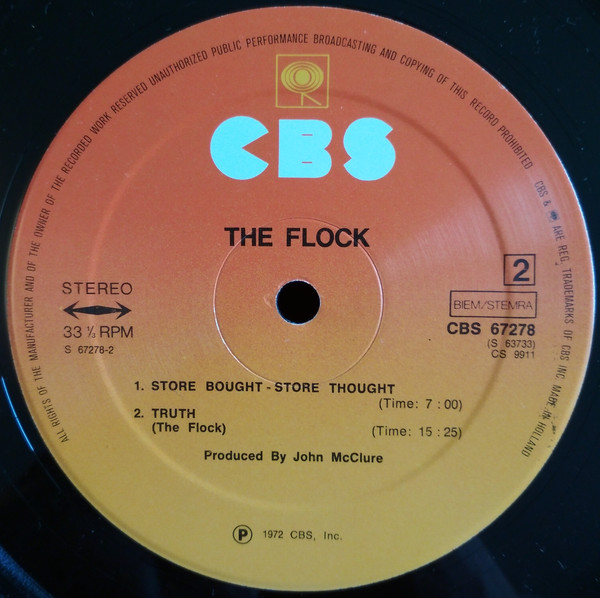 ALL RIGHTS OF THE MANUFACTURER AND OF THE OWNER OF THE RECORDED WORK RESERVED UNAUTHORIZED PUBLIC PERFORMANCE BROADCASTING AND COPYING OF THIS RECORD PROHIBITED CBS & ARE REG. TRADEMARKS OF CBS INC. MADE IN HOLLAND
CBS
THE FLOCK
STEREO
33 ⅓ RPM
S 67278-2
2
BIEM/STEMRA
CBS 67278
(S 63733)
CS 9911
1. STORE BOUGHT - STORE THOUGHT
(Time: 7 : 00)
2. TRUTH
(The Flock) (Time: 15 : 25)
Produced By John McClure
Ⓟ 1972 CBS, Inc.